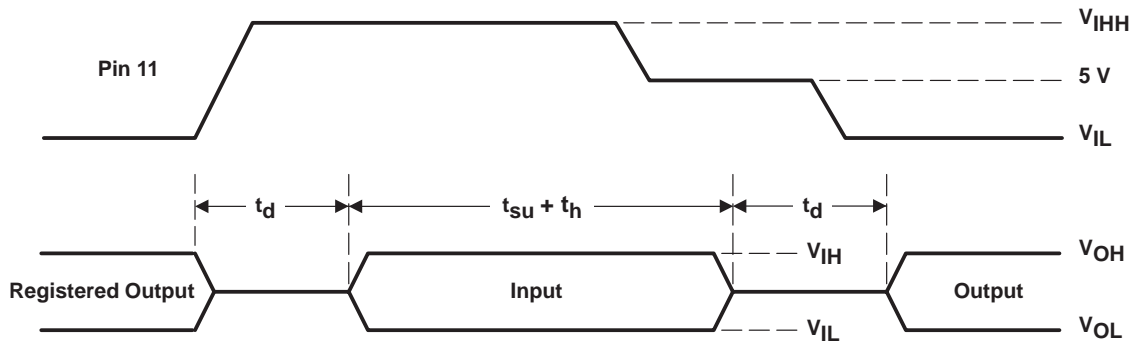 V_IHH
Pin 11
5 V
V_IL
t_d
t_su + t_h
t_d
V_IH
V_OH
Registered Output
Input
Output
V_IL
V_OL